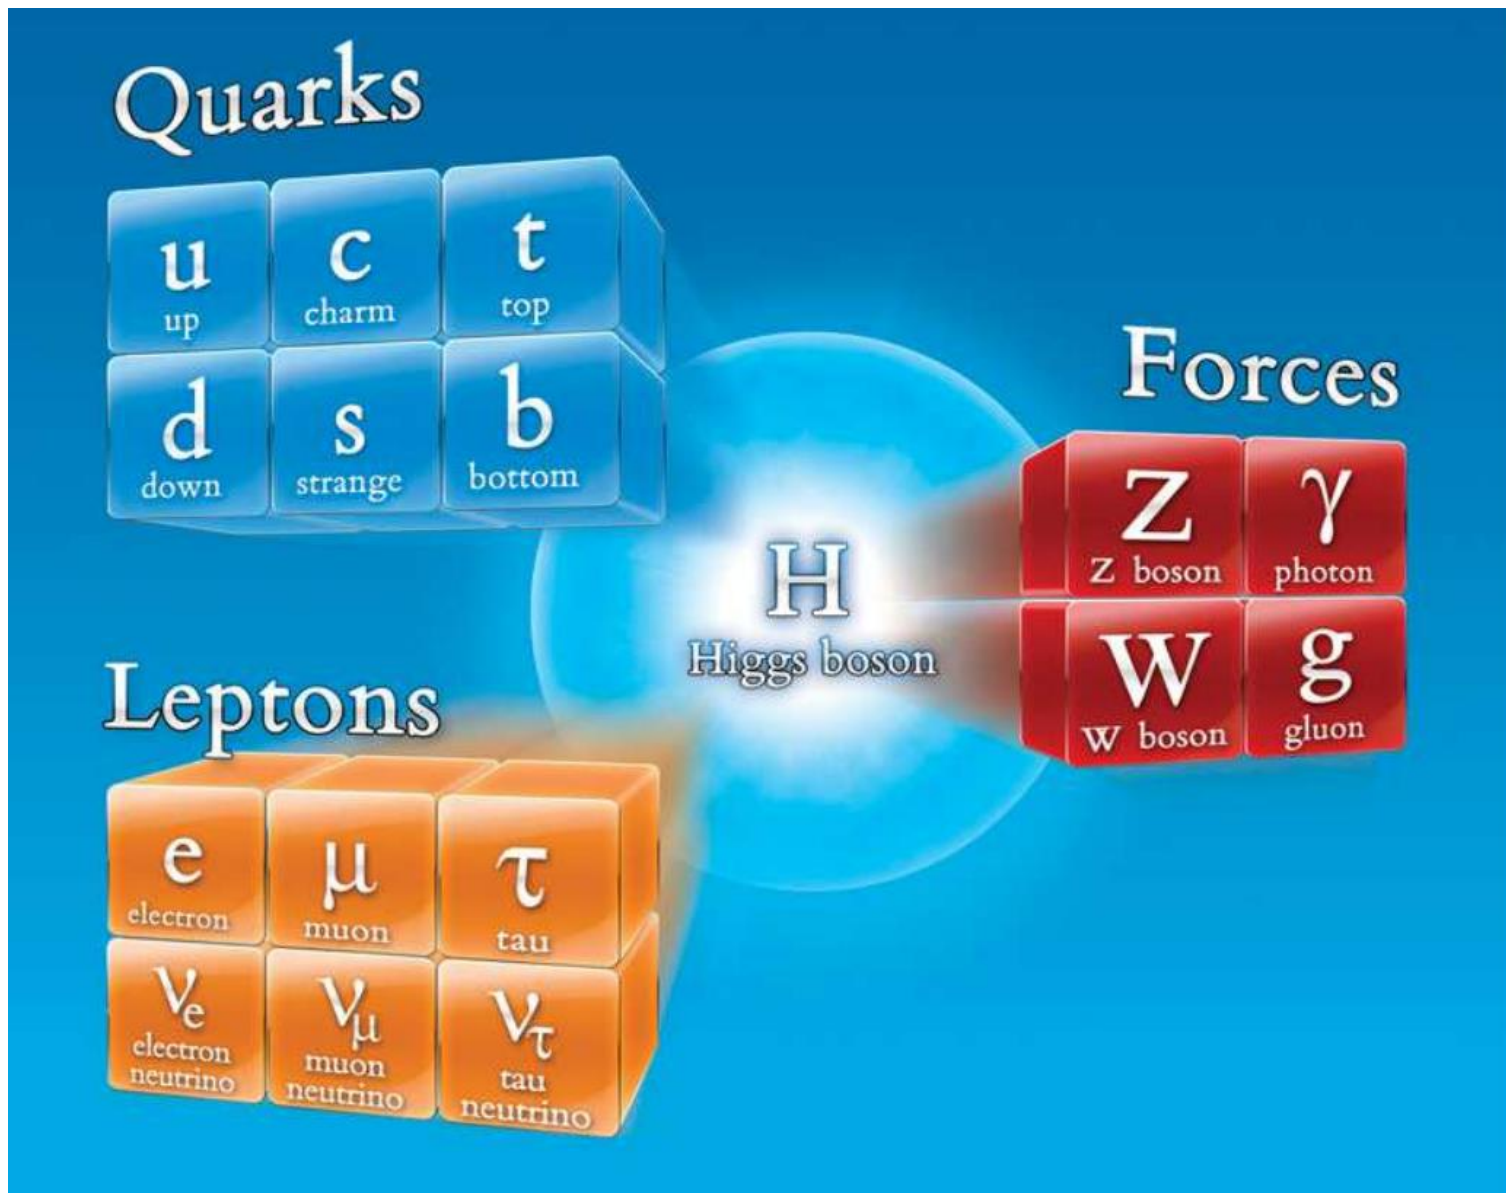 Quarks
u
up
c
charm
t
top
d
down
s
strange
b
bottom
Forces
Z
Z boson
γ
photon
W
W boson
g
gluon
H
Higgs boson
Leptons
e
electron
μ
muon
τ
tau
νe
electron
neutrino
νμ
muon
neutrino
ντ
tau
neutrino